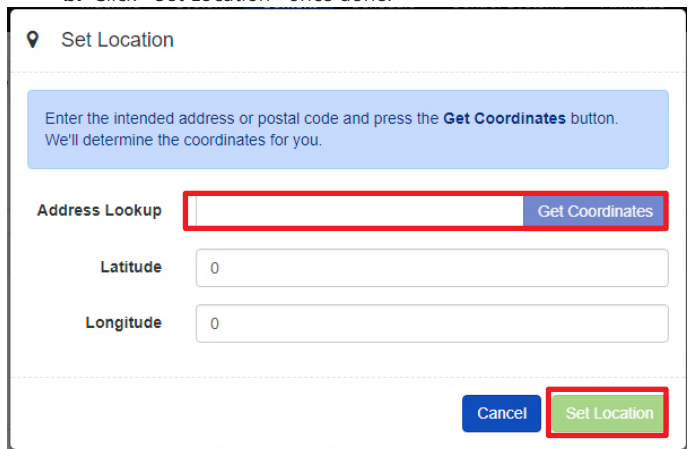 Set Location
Enter the intended address or postal code and press the Get Coordinates button.
We'll determine the coordinates for you.
Address Lookup
Get Coordinates
Latitude
0
Longitude
0
Cancel
Set Location